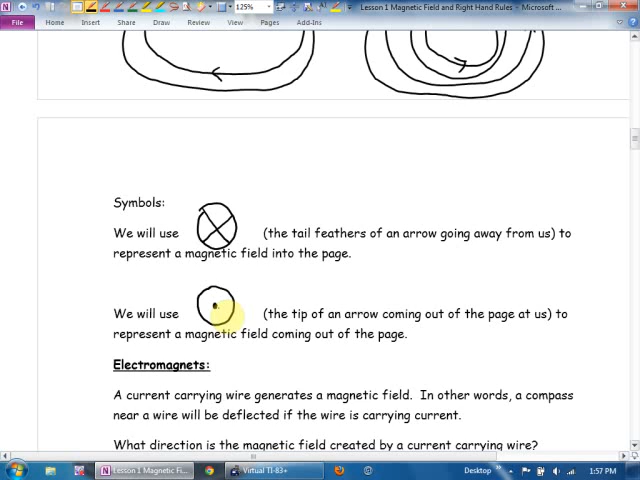 125%
Lesson 1 Magnetic Field and Right Hand Rules - Microsoft ...
File
Home
Insert
Draw
History
Review
View
Pages
Add-Ins
Symbols:
We will use (the tail feathers of an arrow going away from us) to
represent a magnetic field into the page.
We will use (the tip of an arrow coming out of the page at us) to
represent a magnetic field coming out of the page.
Electromagnets:
A current carrying wire generates a magnetic field. In other words, a compass
near a wire will be deflected if the wire is carrying current.
What direction is the magnetic field created by a current carrying wire?
Lesson 1 Magnetic Fi...
Virtual TI-83+
Desktop
1:57 PM